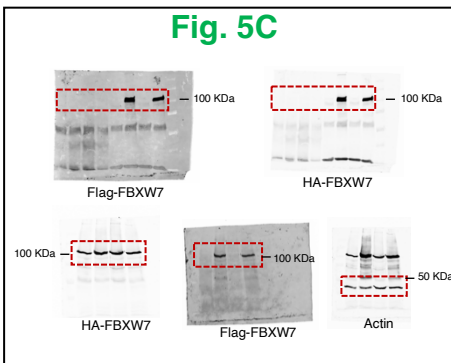 Fig. 5C
100 KDa
100 KDa
Flag-FBXW7
HA-FBXW7
100 KDa
100 KDa
50 KDa
HA-FBXW7
Flag-FBXW7
Actin